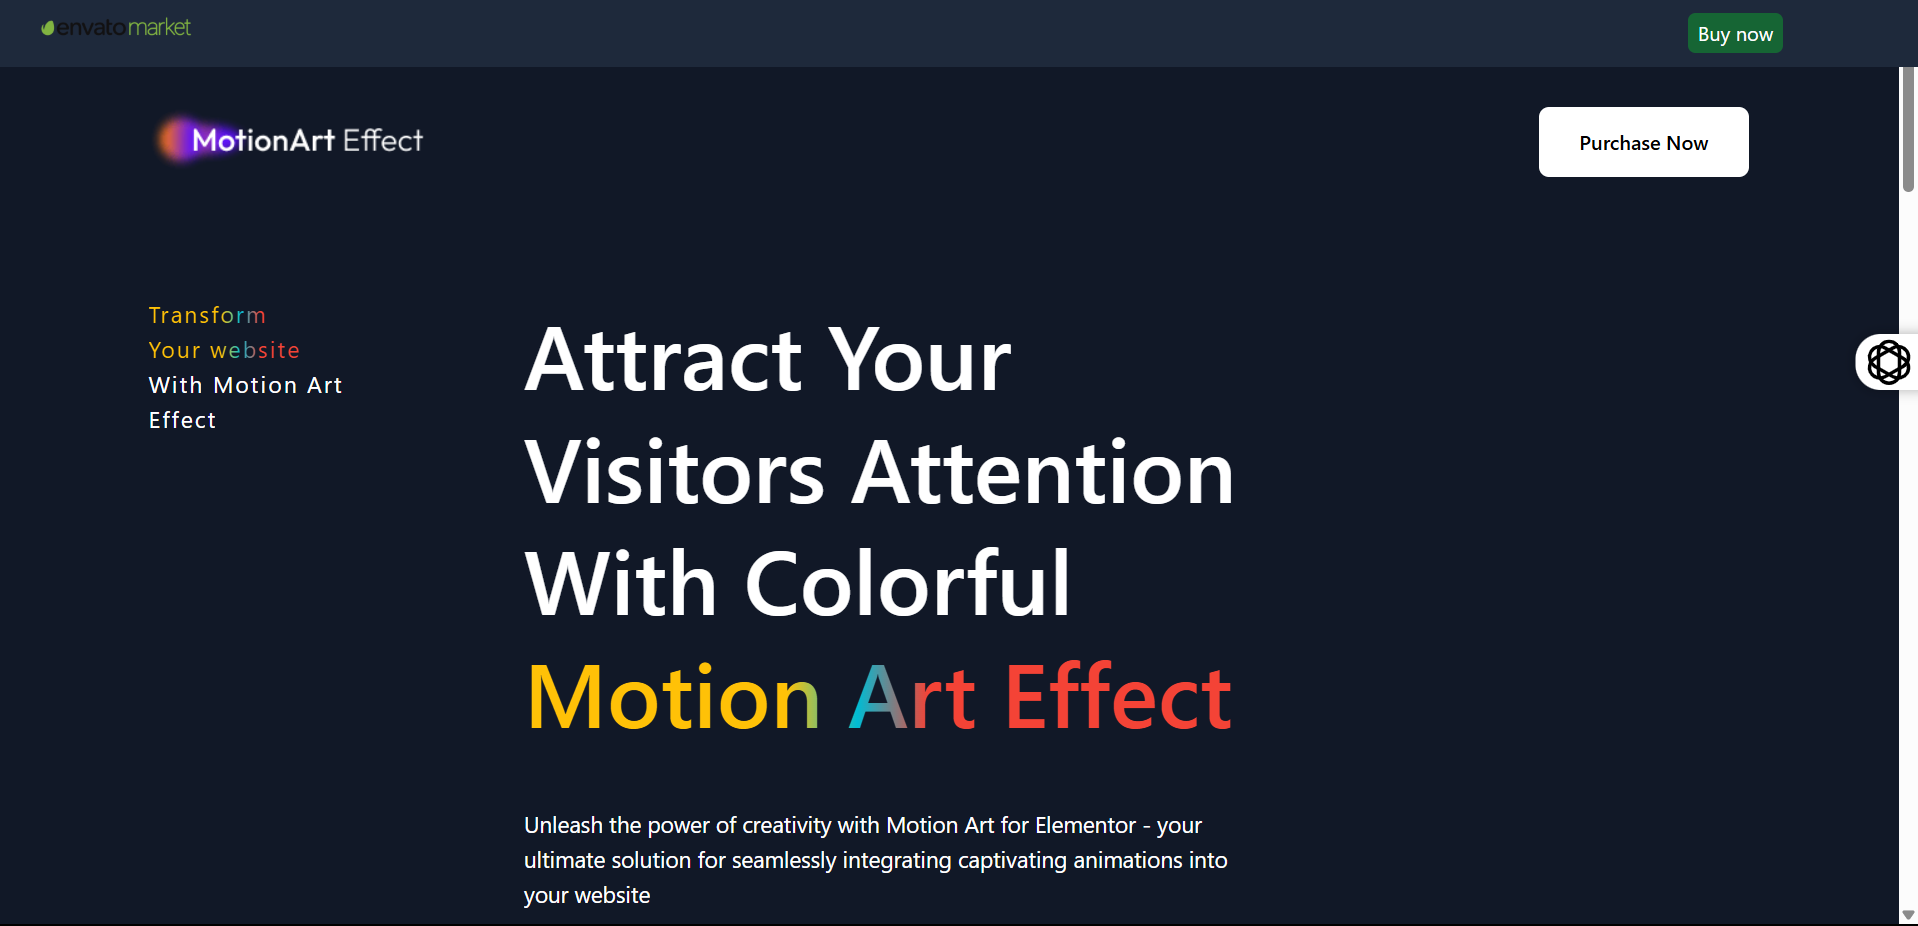 envatomarket
Buy now
MotionArt Effect
Purchase Now
Transform
Your website
With Motion Art
Effect
Attract Your
Visitors Attention
With Colorful
Motion Art Effect
Unleash the power of creativity with Motion Art for Elementor - your
ultimate solution for seamlessly integrating captivating animations into
your website